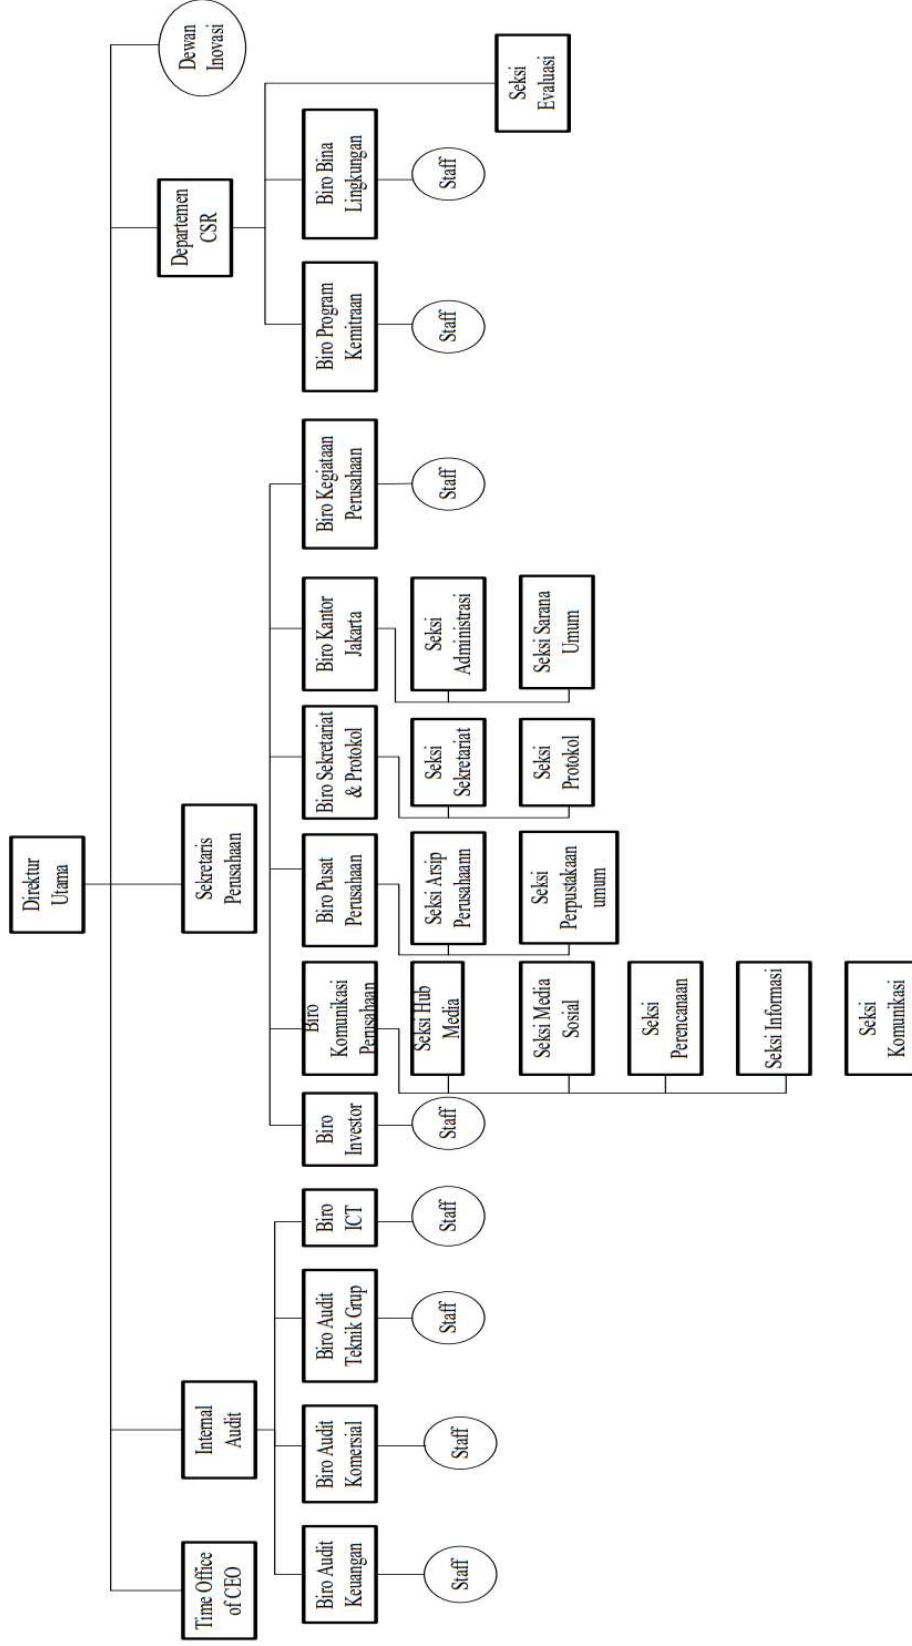 Direktur
Utama
Time Office
of CEO
Internal
Audit
Sekretaris
Perusahaan
Departemen
CSR
Dewan
Inovasi
Biro Audit
Keuangan
Biro Audit
Komersial
Biro Audit
Teknik Grup
Biro
ICT
Biro
Investor
Biro
Komunikasi
Perusahaan
Biro Pusat
Perusahaan
Biro Sekretariat
& Protokol
Biro Kantor
Jakarta
Biro Kegiataan
Perusahaan
Biro Program
Kemitraan
Biro Bina
Lingkungan
Staff
Staff
Staff
Staff
Staff
Seksi Hub
Media
Seksi Arsip
Perusahaann
Seksi
Sekretariat
Seksi
Administrasi
Staff
Staff
Staff
Seksi
Evaluasi
Seksi Media
Sosial
Seksi
Perpustakaan
umum
Seksi
Protokol
Seksi Sarana
Umum
Seksi
Perencanaan
Seksi Informasi
Seksi
Komunikasi